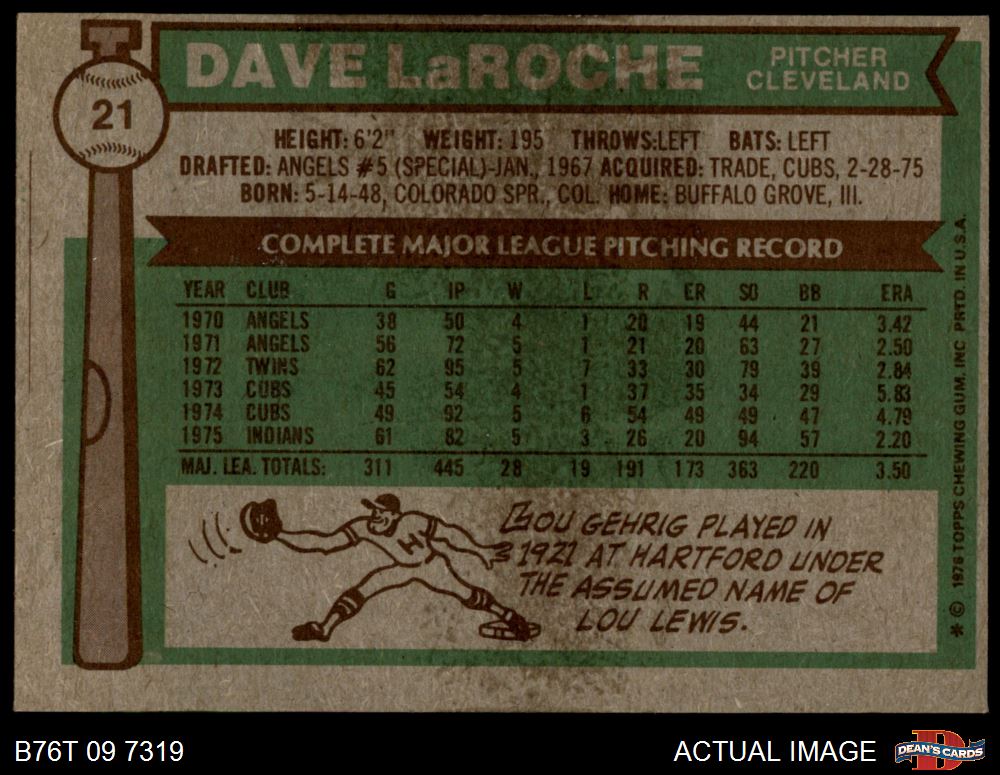 21
DAVE LaROCHE
PITCHER
CLEVELAND
HEIGHT: 6'2" WEIGHT: 195 THROWS:LEFT BATS: LEFT
DRAFTED: ANGELS #5 (SPECIAL)-JAN., 1967 ACQUIRED: TRADE, CUBS, 2-28-75
BORN: 5-14-48, COLORADO SPR., COL. HOME: BUFFALO GROVE, Ill.
COMPLETE MAJOR LEAGUE PITCHING RECORD
YEAR CLUB G IP W L R ER SO BB ERA
1970 ANGELS 38 50 4 1 20 19 44 21 3.42
1971 ANGELS 56 72 5 1 21 20 63 27 2.50
1972 TWINS 62 95 5 7 33 30 79 39 2.84
1973 CUBS 45 54 4 1 37 35 34 29 5.83
1974 CUBS 49 92 5 6 54 49 49 47 4.79
1975 INDIANS 61 82 5 3 26 20 94 57 2.20
MAJ. LEA. TOTALS: 311 445 28 19 191 173 363 220 3.50
H
LOU GEHRIG PLAYED IN
1921 AT HARTFORD UNDER
THE ASSUMED NAME OF
LOU LEWIS.
* © 1976 TOPPS CHEWING GUM, INC PRTD. IN U.S.A.
B76T 09 7319
ACTUAL IMAGE
D
DEAN'S CARDS